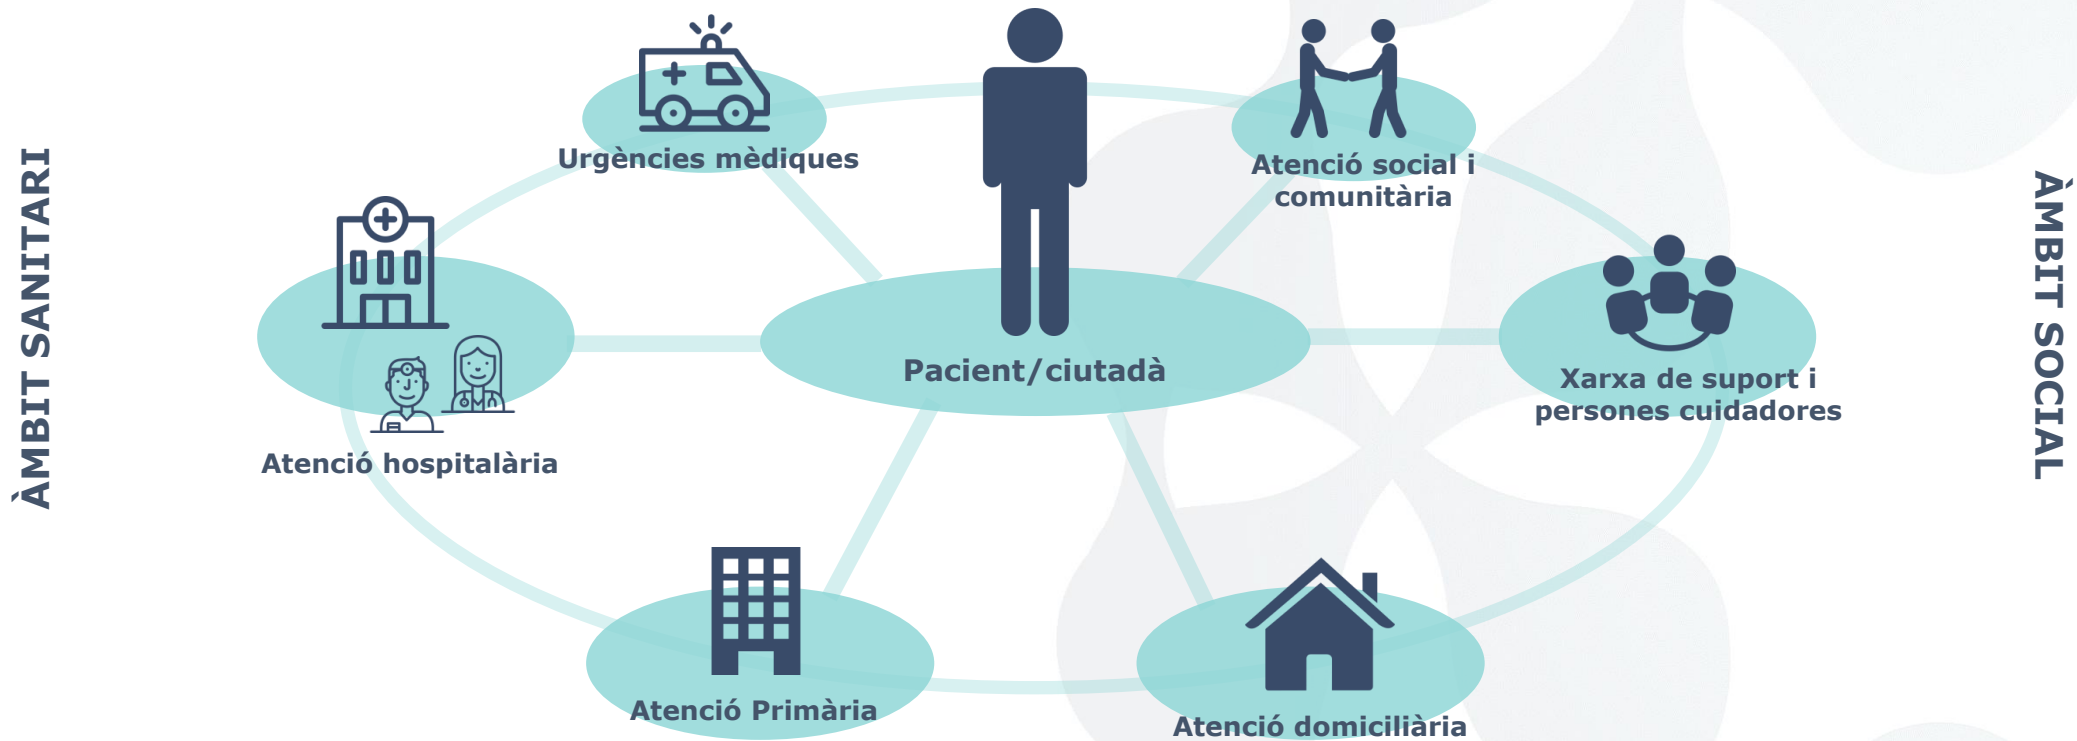 ÀMBIT SANITARI
Urgències mèdiques
Atenció social i
comunitària
ÀMBIT SOCIAL
Pacient/ciutadà
Xarxa de suport i
persones cuidadores
Atenció hospitalària
Atenció Primària
Atenció domiciliària